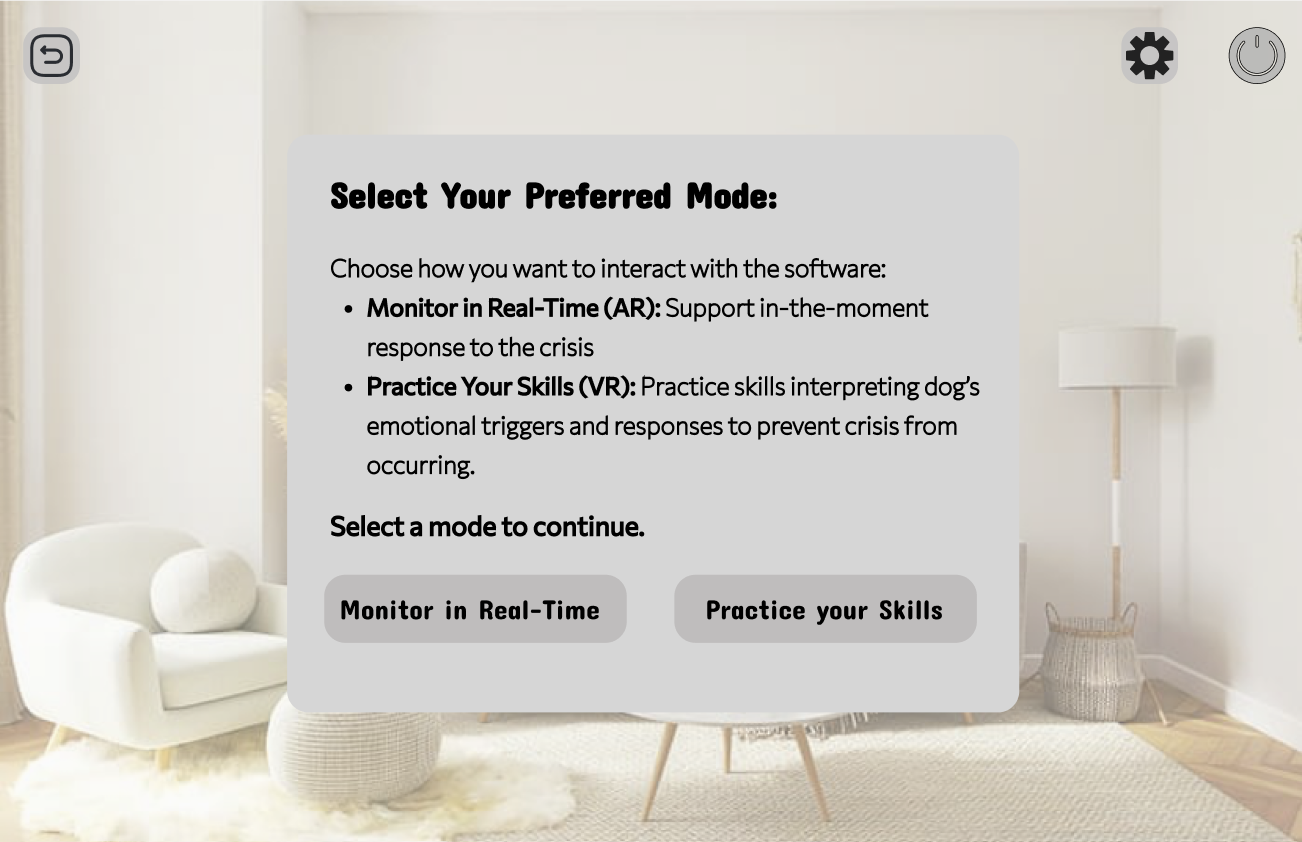 Select Your Preferred Mode:
Choose how you want to interact with the software:
• Monitor in Real-Time (AR): Support in-the-moment
response to the crisis
• Practice Your Skills (VR): Practice skills interpreting dog's
emotional triggers and responses to prevent crisis from
occurring.
Select a mode to continue.
Monitor in Real-Time
Practice your Skills